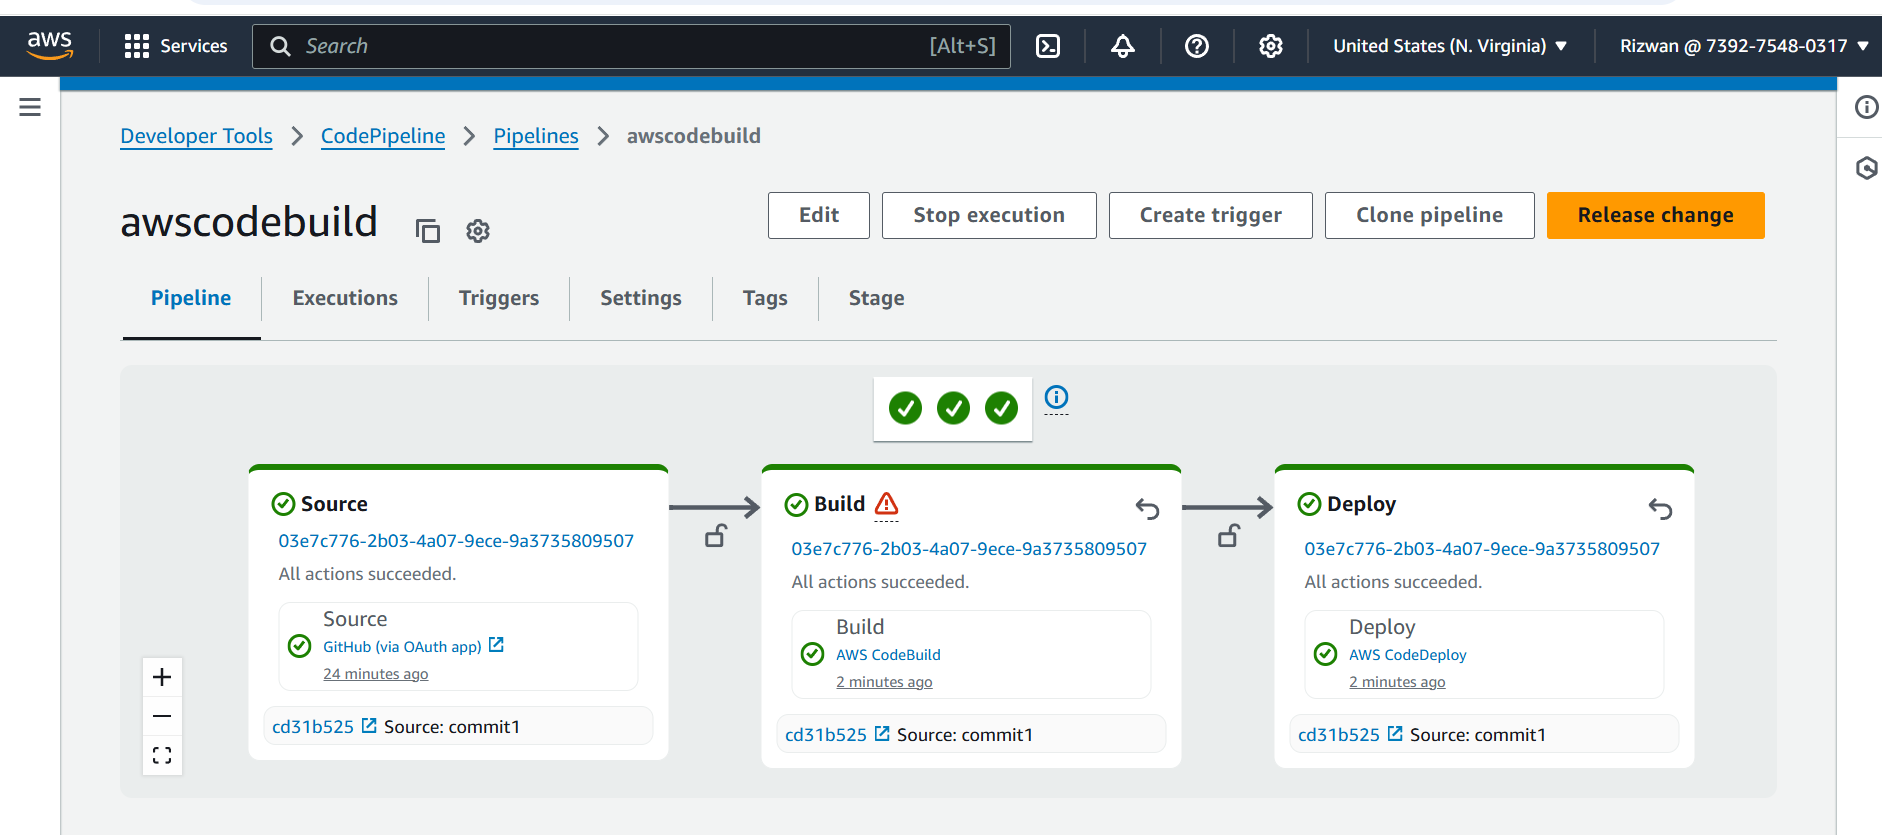 aws Services Search [Alt+S] United States (N. Virginia) Rizwan @ 7392-7548-0317
Developer Tools CodePipeline Pipelines awscodebuild
awscodebuild
Edit Stop execution Create trigger Clone pipeline Release change
Pipeline Executions Triggers Settings Tags Stage
Source
03e7c776-2b03-4a07-9ece-9a3735809507
All actions succeeded.
Source
GitHub (via OAuth app)
24 minutes ago
cd31b525 Source: commit1
Build
03e7c776-2b03-4a07-9ece-9a3735809507
All actions succeeded.
Build
AWS CodeBuild
2 minutes ago
cd31b525 Source: commit1
Deploy
03e7c776-2b03-4a07-9ece-9a3735809507
All actions succeeded.
Deploy
AWS CodeDeploy
2 minutes ago
cd31b525 Source: commit1